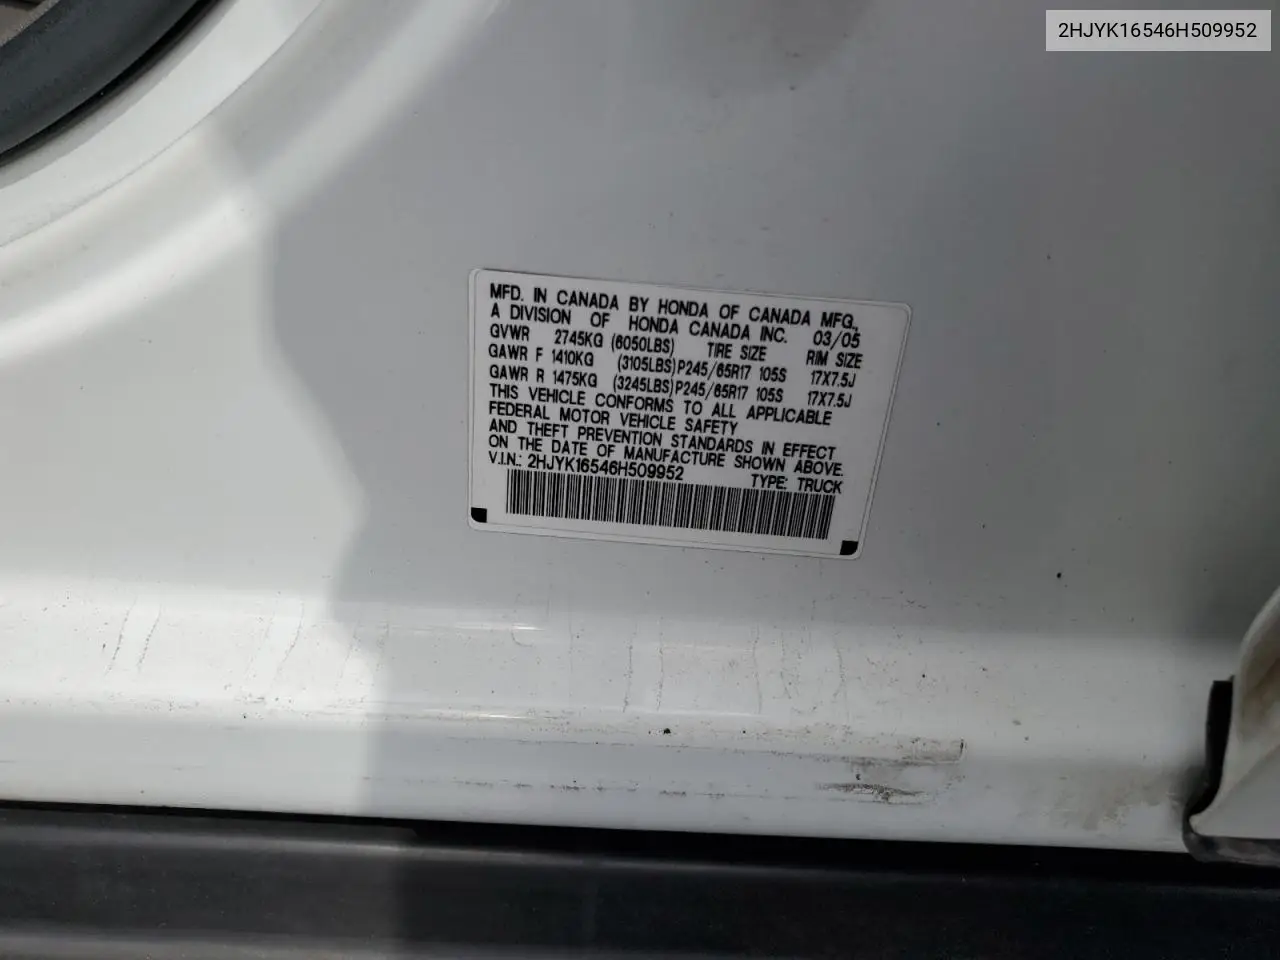 2HJYK16546H509952
MFD. IN CANADA BY HONDA OF CANADA MFG.,
A DIVISION OF HONDA CANADA INC. 03/05
GVWR 2745KG (6050LBS) TIRE SIZE RIM SIZE
GAWR F 1410KG (3105LBS) P245/65R17 105S 17X7.5J
GAWR R 1475KG (3245LBS) P245/65R17 105S 17X7.5J
THIS VEHICLE CONFORMS TO ALL APPLICABLE
FEDERAL MOTOR VEHICLE SAFETY
AND THEFT PREVENTION STANDARDS IN EFFECT
ON THE DATE OF MANUFACTURE SHOWN ABOVE.
V.I.N.: 2HJYK16546H509952 TYPE: TRUCK